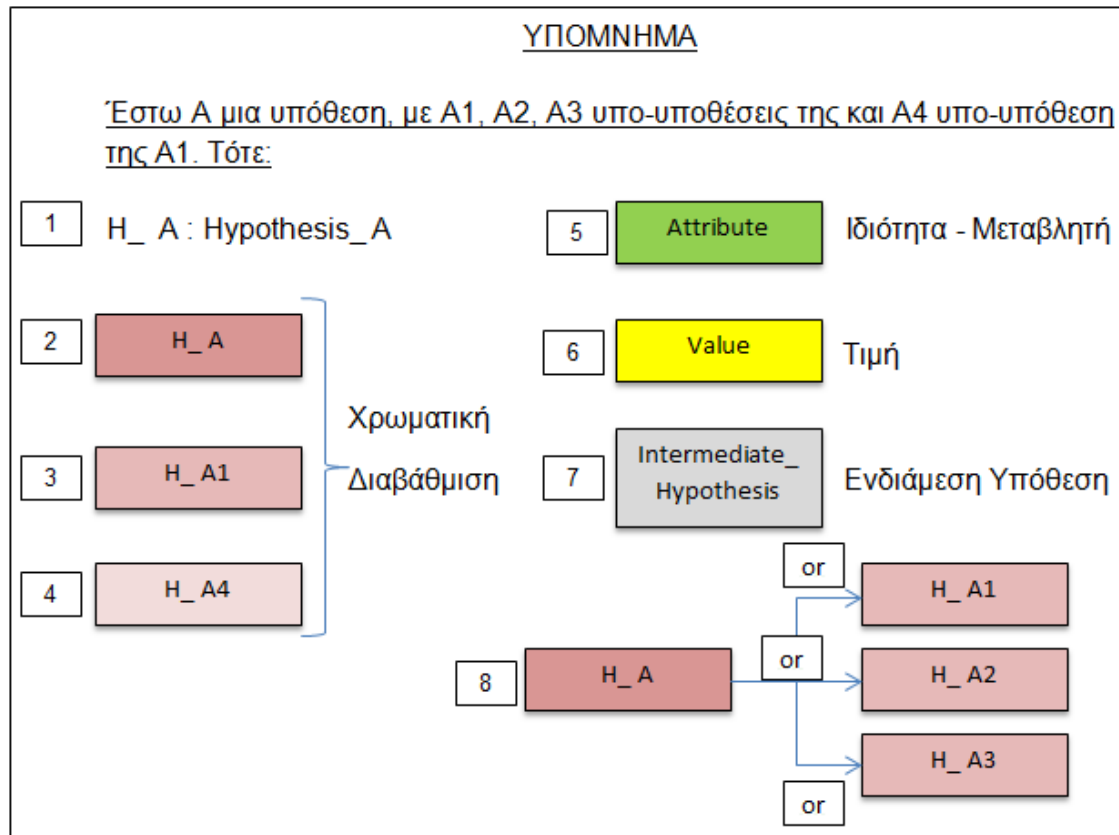 ΥΠΟΜΝΗΜΑ
Έστω Α μια υπόθεση, με Α1, Α2, Α3 υπο-υποθέσεις της και Α4 υπο-υπόθεση
της Α1. Τότε:
1 H_ A : Hypothesis_ A
5 Attribute Ιδιότητα - Μεταβλητή
2 H_ A
6 Value Τιμή
Χρωματική
Διαβάθμιση
3 H_ A1
7 Intermediate_
Hypothesis
Ενδιάμεση Υπόθεση
4 H_ A4
8 H_ A
or H_ A1
or H_ A2
or H_ A3